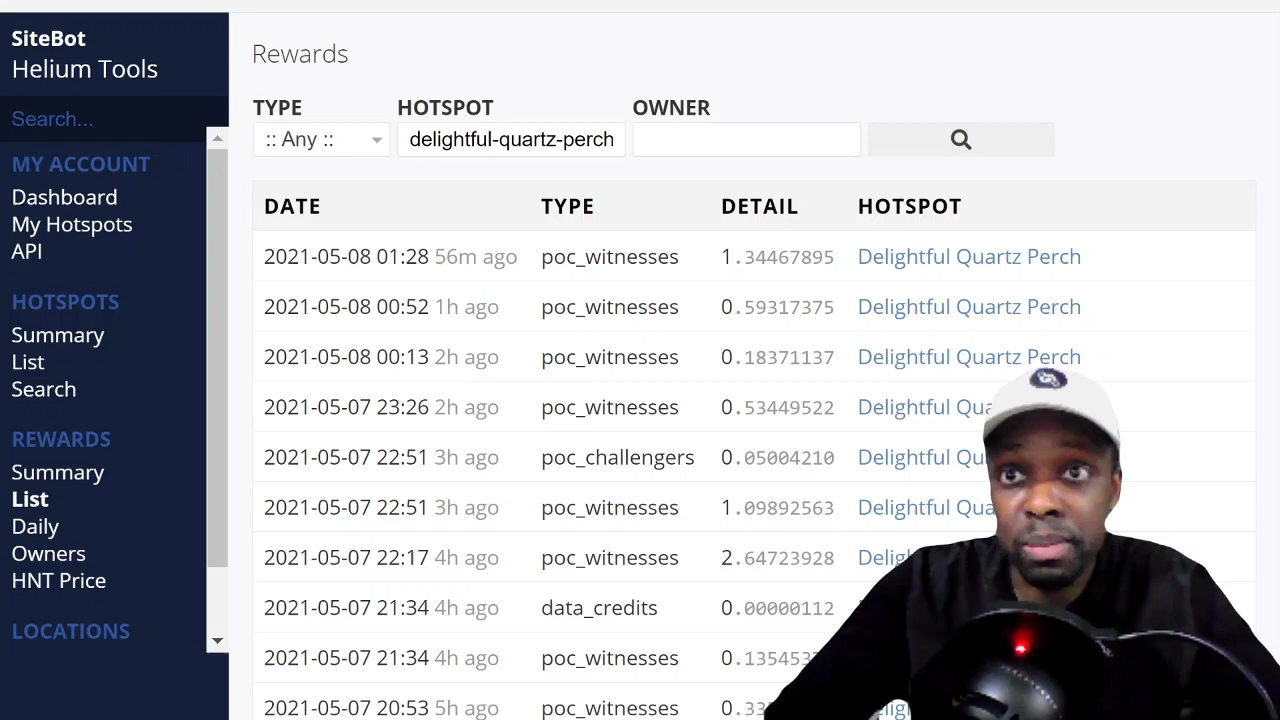 SiteBot
Helium Tools
Search...
MY ACCOUNT
Dashboard
My Hotspots
API
HOTSPOTS
Summary
List
Search
REWARDS
Summary
List
Daily
Owners
HNT Price
LOCATIONS
Rewards
TYPE HOTSPOT OWNER
:: Any :: delightful-quartz-perch
DATE TYPE DETAIL HOTSPOT
2021-05-08 01:28 56m ago poc_witnesses 1.34467895 Delightful Quartz Perch
2021-05-08 00:52 1h ago poc_witnesses 0.59317375 Delightful Quartz Perch
2021-05-08 00:13 2h ago poc_witnesses 0.18371137 Delightful Quartz Perch
2021-05-07 23:26 2h ago poc_witnesses 0.53449522 Delightful
2021-05-07 22:51 3h ago poc_challengers 0.05004210 Delightful
2021-05-07 22:51 3h ago poc_witnesses 1.09892563 Delightful
2021-05-07 22:17 4h ago poc_witnesses 2.64723928
2021-05-07 21:34 4h ago data_credits 0.00000112
2021-05-07 21:34 4h ago poc_witnesses
2021-05-07 20:53 5h ago poc_witnesses